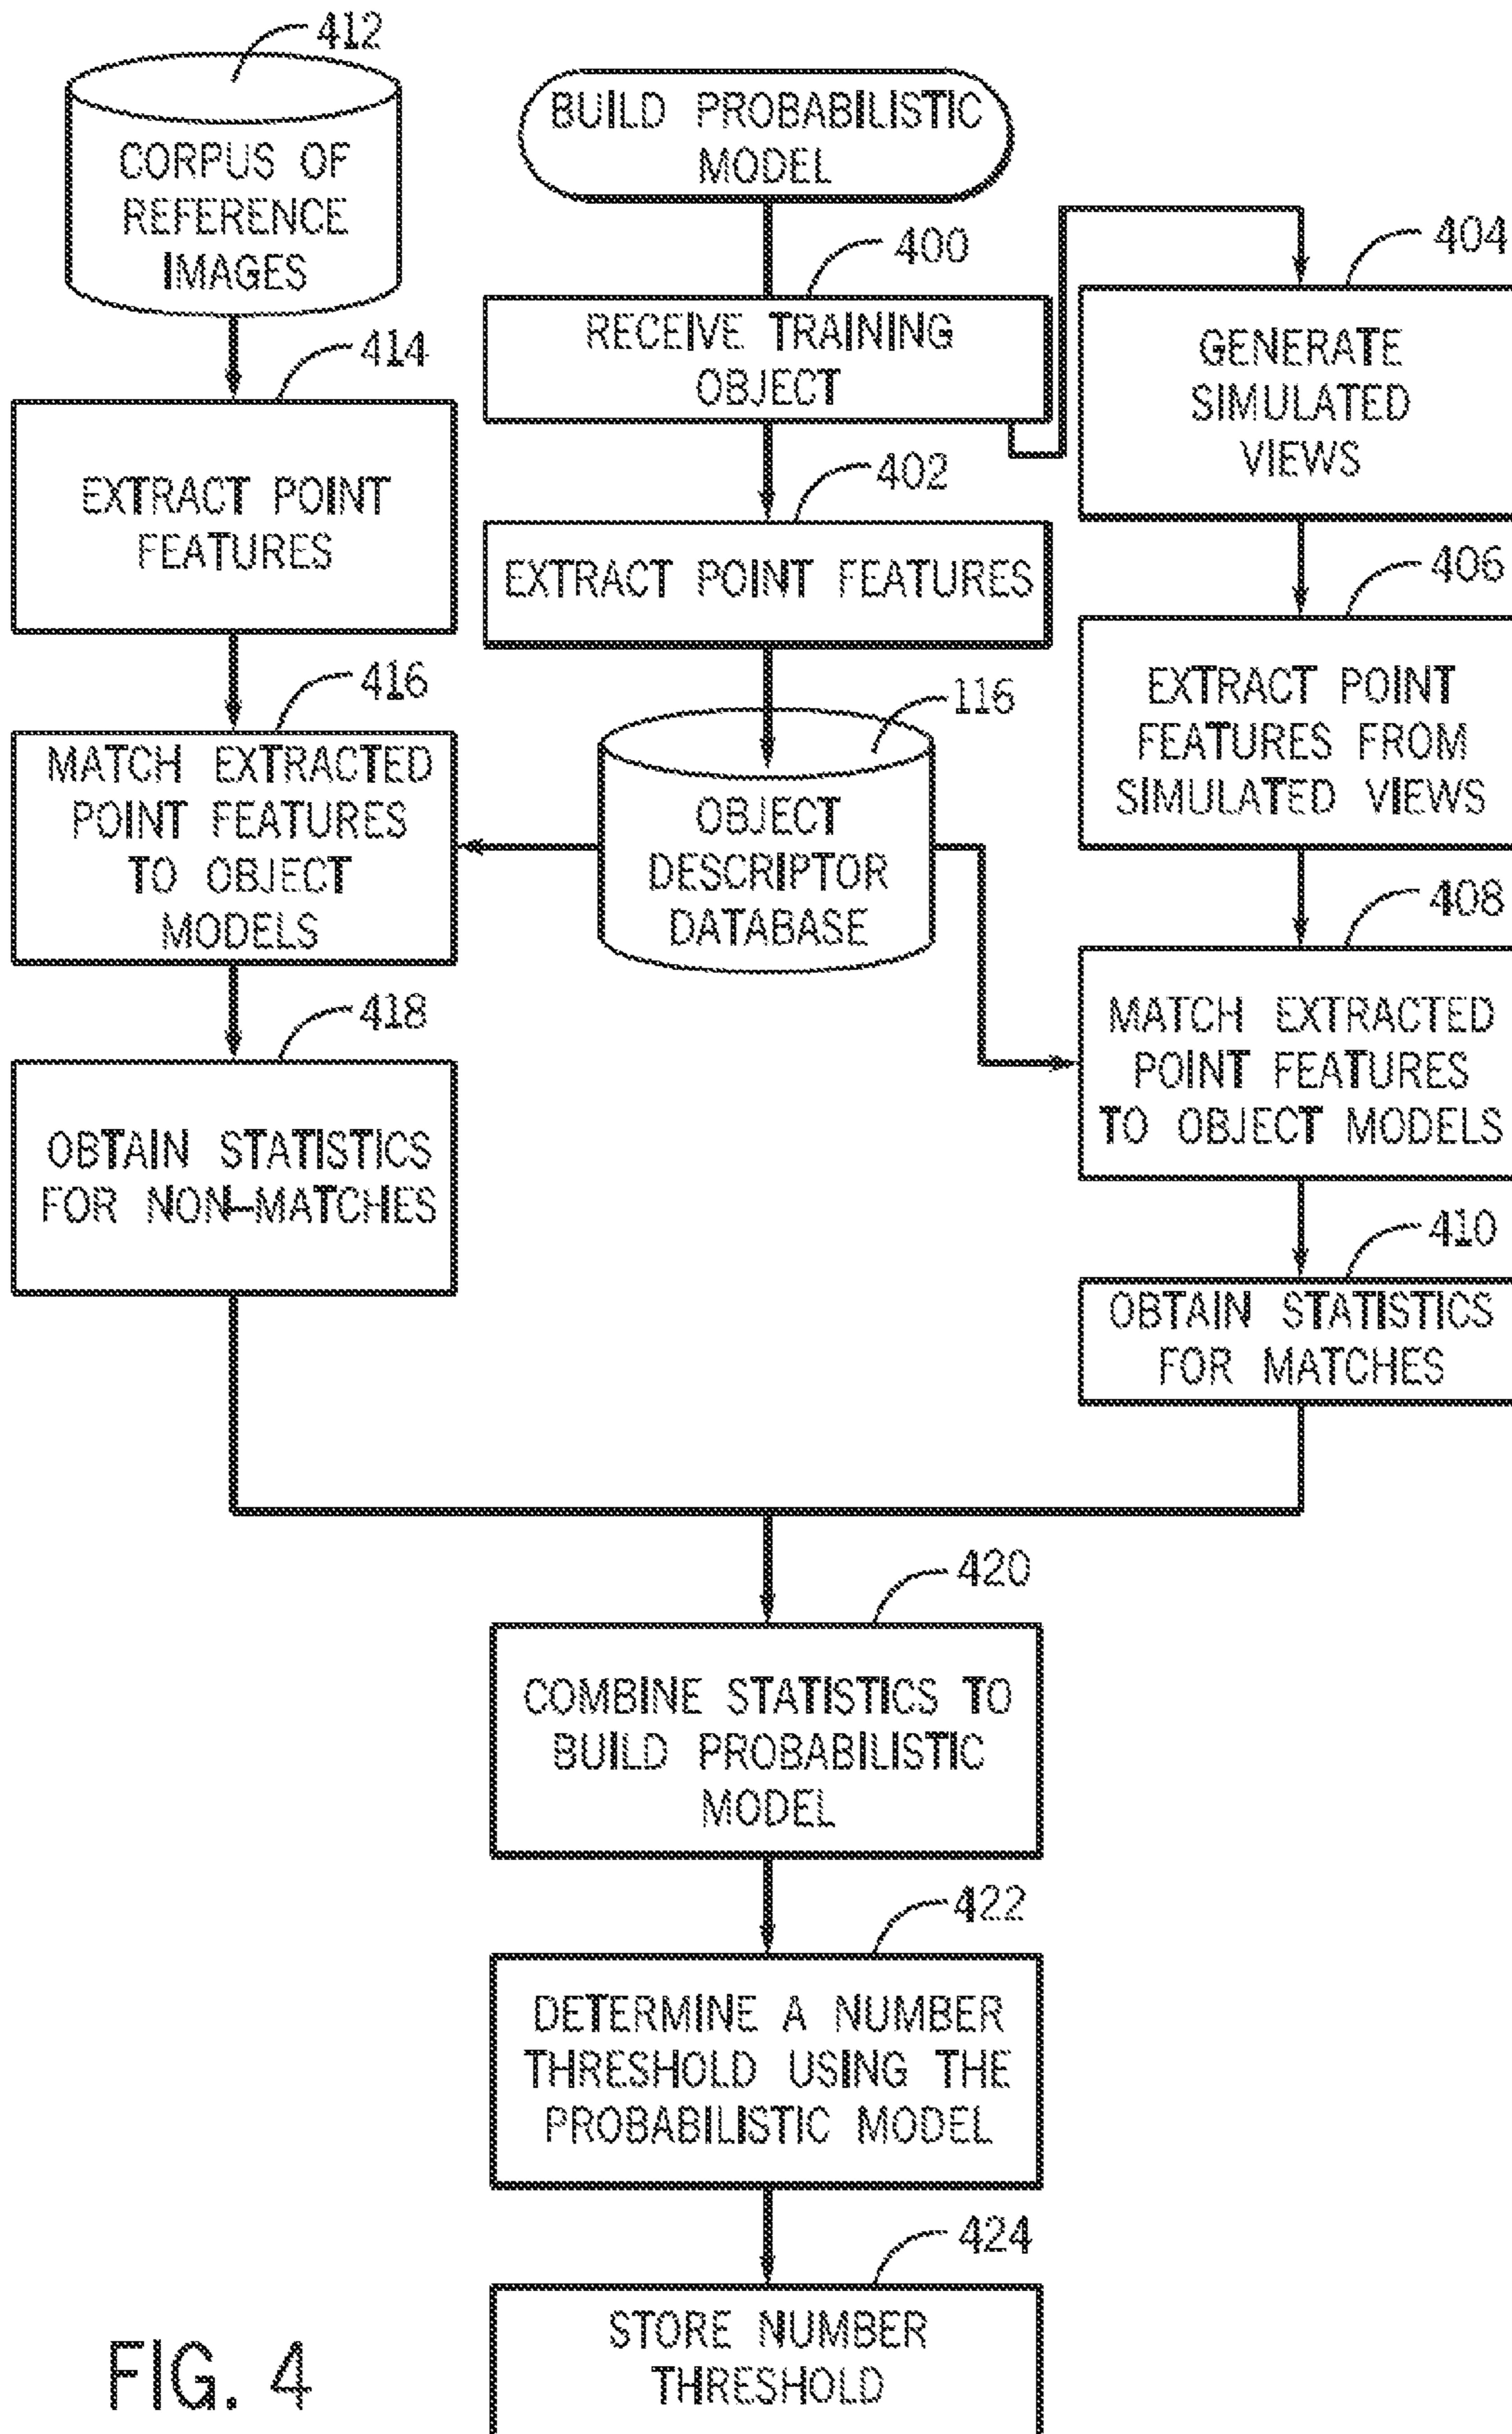 412
CORPUS OF
REFERENCE
IMAGES
414
EXTRACT POINT
FEATURES
416
MATCH EXTRACTED
POINT FEATURES
TO OBJECT
MODELS
418
OBTAIN STATISTICS
FOR NON-MATCHES
BUILD PROBABILISTIC
MODEL
400
RECEIVE TRAINING
OBJECT
402
EXTRACT POINT FEATURES
116
OBJECT
DESCRIPTOR
DATABASE
404
GENERATE
SIMULATED
VIEWS
406
EXTRACT POINT
FEATURES FROM
SIMULATED VIEWS
408
MATCH EXTRACTED
POINT FEATURES
TO OBJECT MODELS
410
OBTAIN STATISTICS
FOR MATCHES
420
COMBINE STATISTICS TO
BUILD PROBABILISTIC
MODEL
422
DETERMINE A NUMBER
THRESHOLD USING THE
PROBABILISTIC MODEL
424
STORE NUMBER
THRESHOLD
FIG. 4